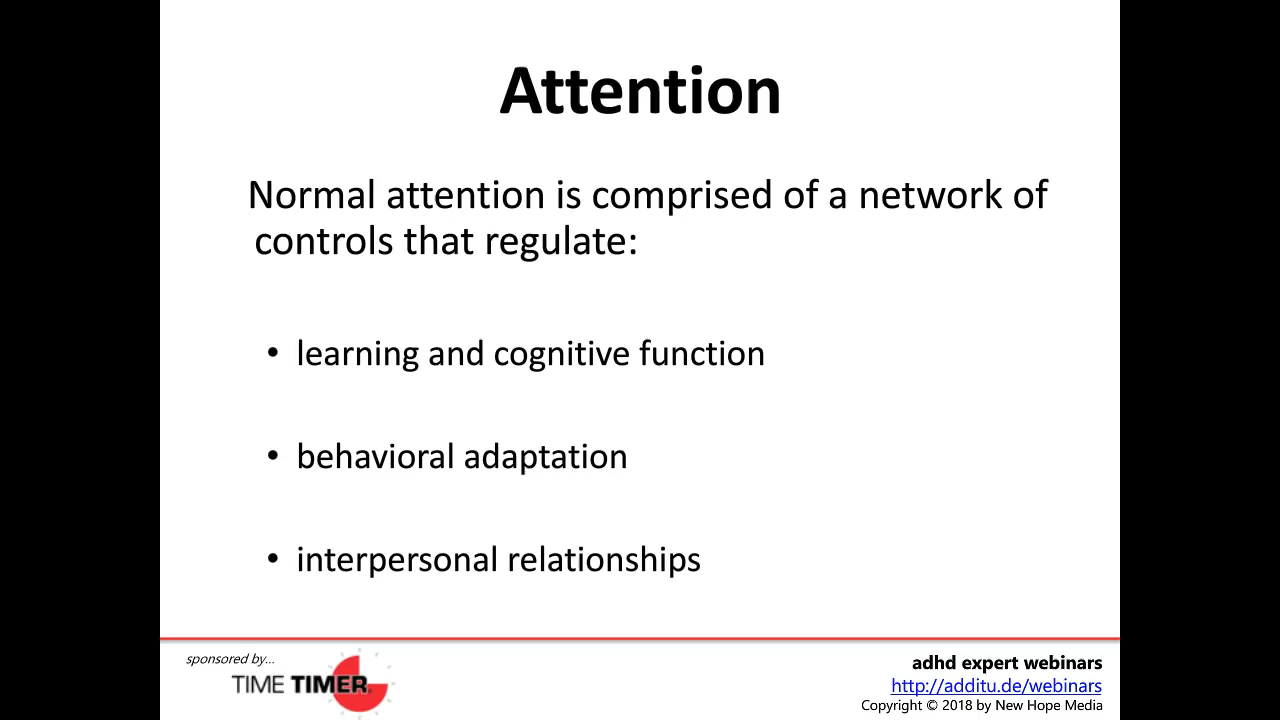 Attention
Normal attention is comprised of a network of
controls that regulate:
• learning and cognitive function
• behavioral adaptation
• interpersonal relationships
sponsored by...
TIME TIMER
adhd expert webinars
http://additu.de/webinars
Copyright © 2018 by New Hope Media